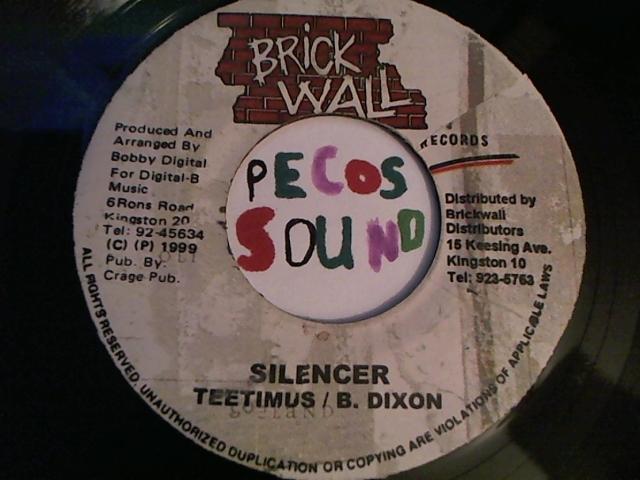 BRICK
WALL
RECORDS
Produced And
Arranged By
Bobby Digital
For Digital-B
Music
6Rons Road
Kingston 20
Tel: 92-45634
(C) (P) 1999
Pub. By:
Crage Pub.
PECOS
SOUND
Distributed by
Brickwall
Distributors
15 Keesing Ave.
Kingston 10
Tel: 923-5763
SILENCER
TEETIMUS / B. DIXON
ALL RIGHTS RESERVED. UNAUTHORIZED DUPLICATION OR COPYING ARE VIOLATIONS OF APPLICABLE LAWS